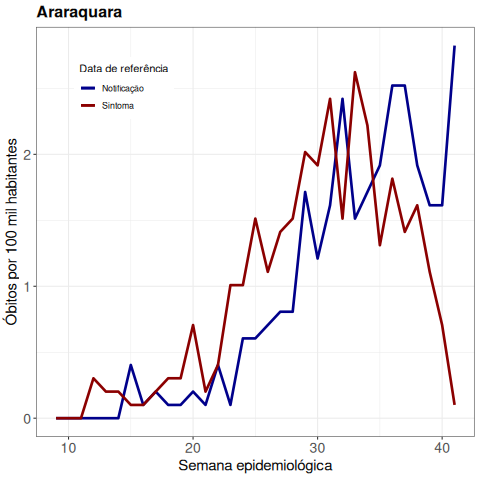 Araraquara
Data de referência
Notificação
Sintoma
Óbitos por 100 mil habitantes
2
1
0
10
20
30
40
Semana epidemiológica